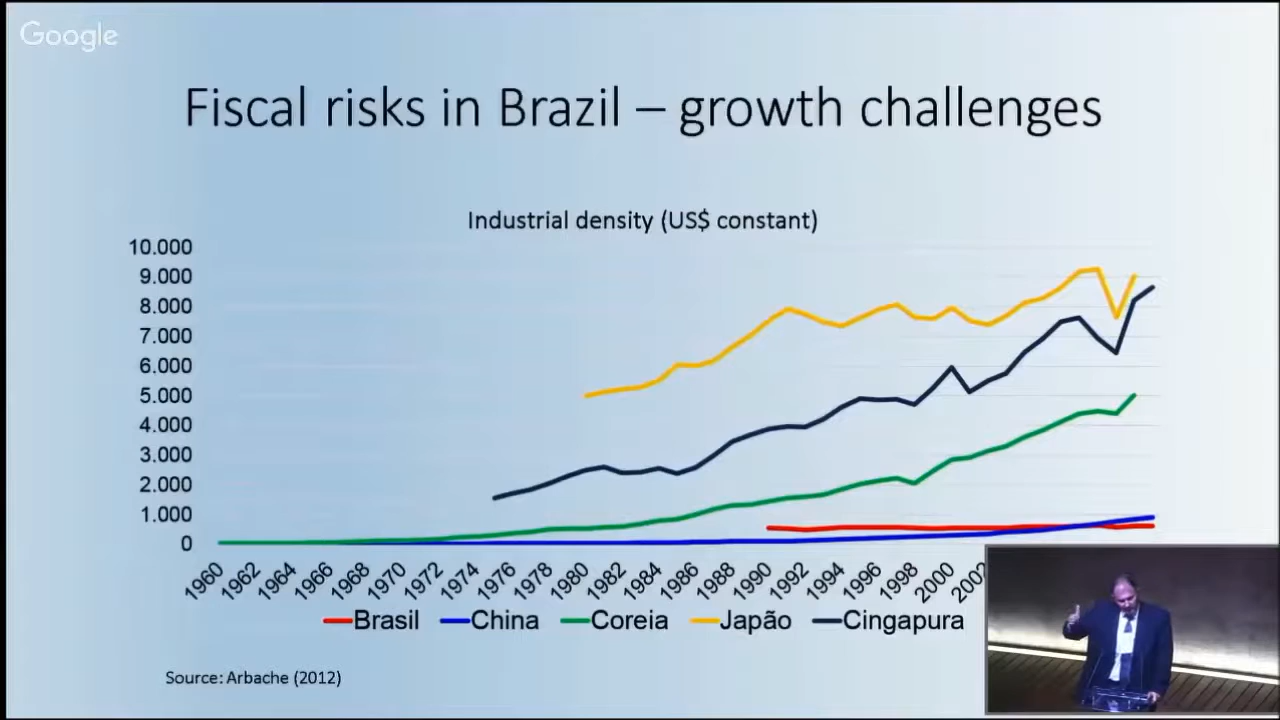 Google
Fiscal risks in Brazil – growth challenges
Industrial density (US$ constant)
10.000
9.000
8.000
7.000
6.000
5.000
4.000
3.000
2.000
1.000
0
1960 1962 1964 1966 1968 1970 1972 1974 1976 1978 1980 1982 1984 1986 1988 1990 1992 1994 1996 1998 2000 2002
Brasil China Coreia Japão Cingapura
Source: Arbache (2012)